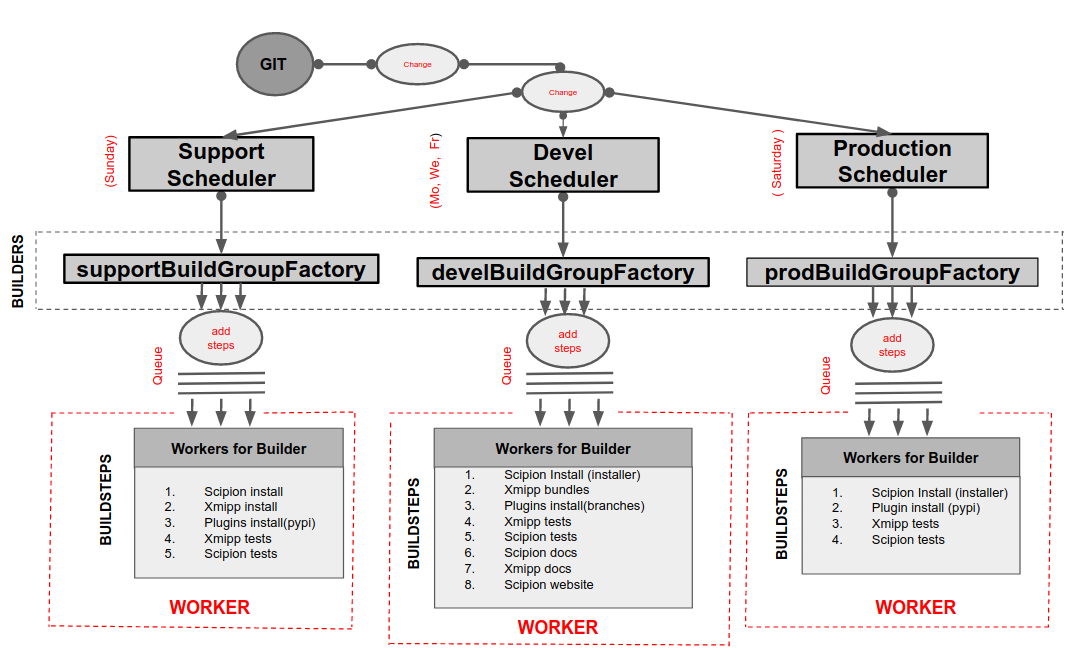 GIT
Change
Change
(Sunday)
Support
Scheduler
(Mo, We, Fr)
Devel
Scheduler
( Saturday )
Production
Scheduler
BUILDERS
supportBuildGroupFactory
develBuildGroupFactory
prodBuildGroupFactory
add
steps
add
steps
add
steps
Queue
Queue
Queue
BUILDSTEPS
Workers for Builder
1. Scipion install
2. Xmipp install
3. Plugins install(pypi)
4. Xmipp tests
5. Scipion tests
WORKER
BUILDSTEPS
Workers for Builder
1. Scipion Install (installer)
2. Xmipp bundles
3. Plugins install(branches)
4. Xmipp tests
5. Scipion tests
6. Scipion docs
7. Xmipp docs
8. Scipion website
WORKER
BUILDSTEPS
Workers for Builder
1. Scipion Install (installer)
2. Plugin install (pypi)
3. Xmipp tests
4. Scipion tests
WORKER